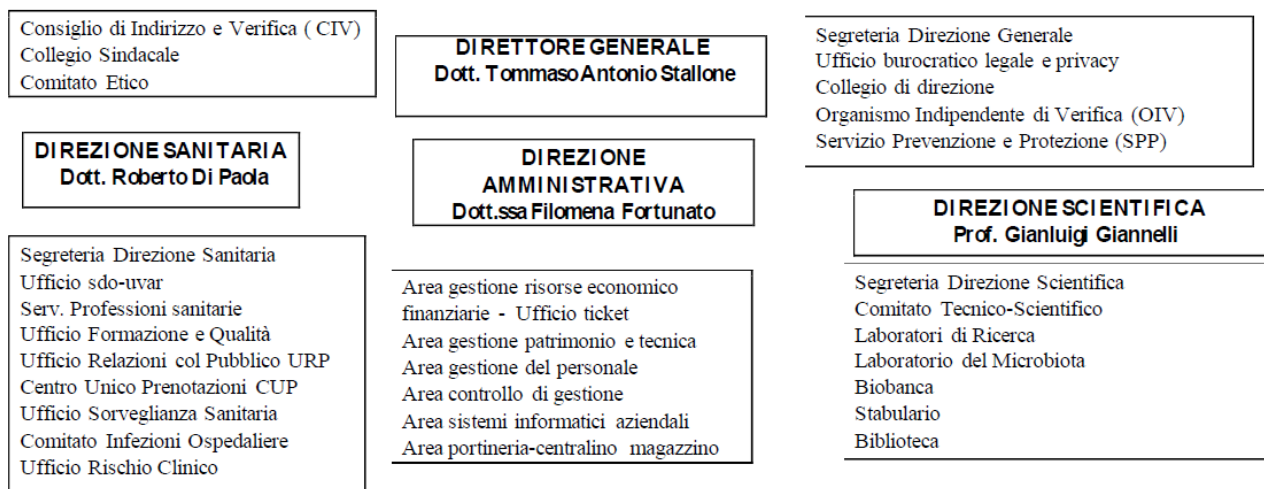 Consiglio di Indirizzo e Verifica ( CIV)
Collegio Sindacale
Comitato Etico
DIRETTORE GENERALE
Dott. Tommaso Antonio Stallone
Segreteria Direzione Generale
Ufficio burocratico legale e privacy
Collegio di direzione
Organismo Indipendente di Verifica (OIV)
Servizio Prevenzione e Protezione (SPP)
DIREZIONE SANITARIA
Dott. Roberto Di Paola
DIREZIONE
AMMINISTRATIVA
Dott.ssa Filomena Fortunato
DIREZIONE SCIENTIFICA
Prof. Gianluigi Giannelli
Segreteria Direzione Sanitaria
Ufficio sdo-uvar
Serv. Professioni sanitarie
Ufficio Formazione e Qualità
Ufficio Relazioni col Pubblico URP
Centro Unico Prenotazioni CUP
Ufficio Sorveglianza Sanitaria
Comitato Infezioni Ospedaliere
Ufficio Rischio Clinico
Area gestione risorse economico
finanziarie - Ufficio ticket
Area gestione patrimonio e tecnica
Area gestione del personale
Area controllo di gestione
Area sistemi informatici aziendali
Area portineria-centralino magazzino
Segreteria Direzione Scientifica
Comitato Tecnico-Scientifico
Laboratori di Ricerca
Laboratorio del Microbiota
Biobanca
Stabulario
Biblioteca